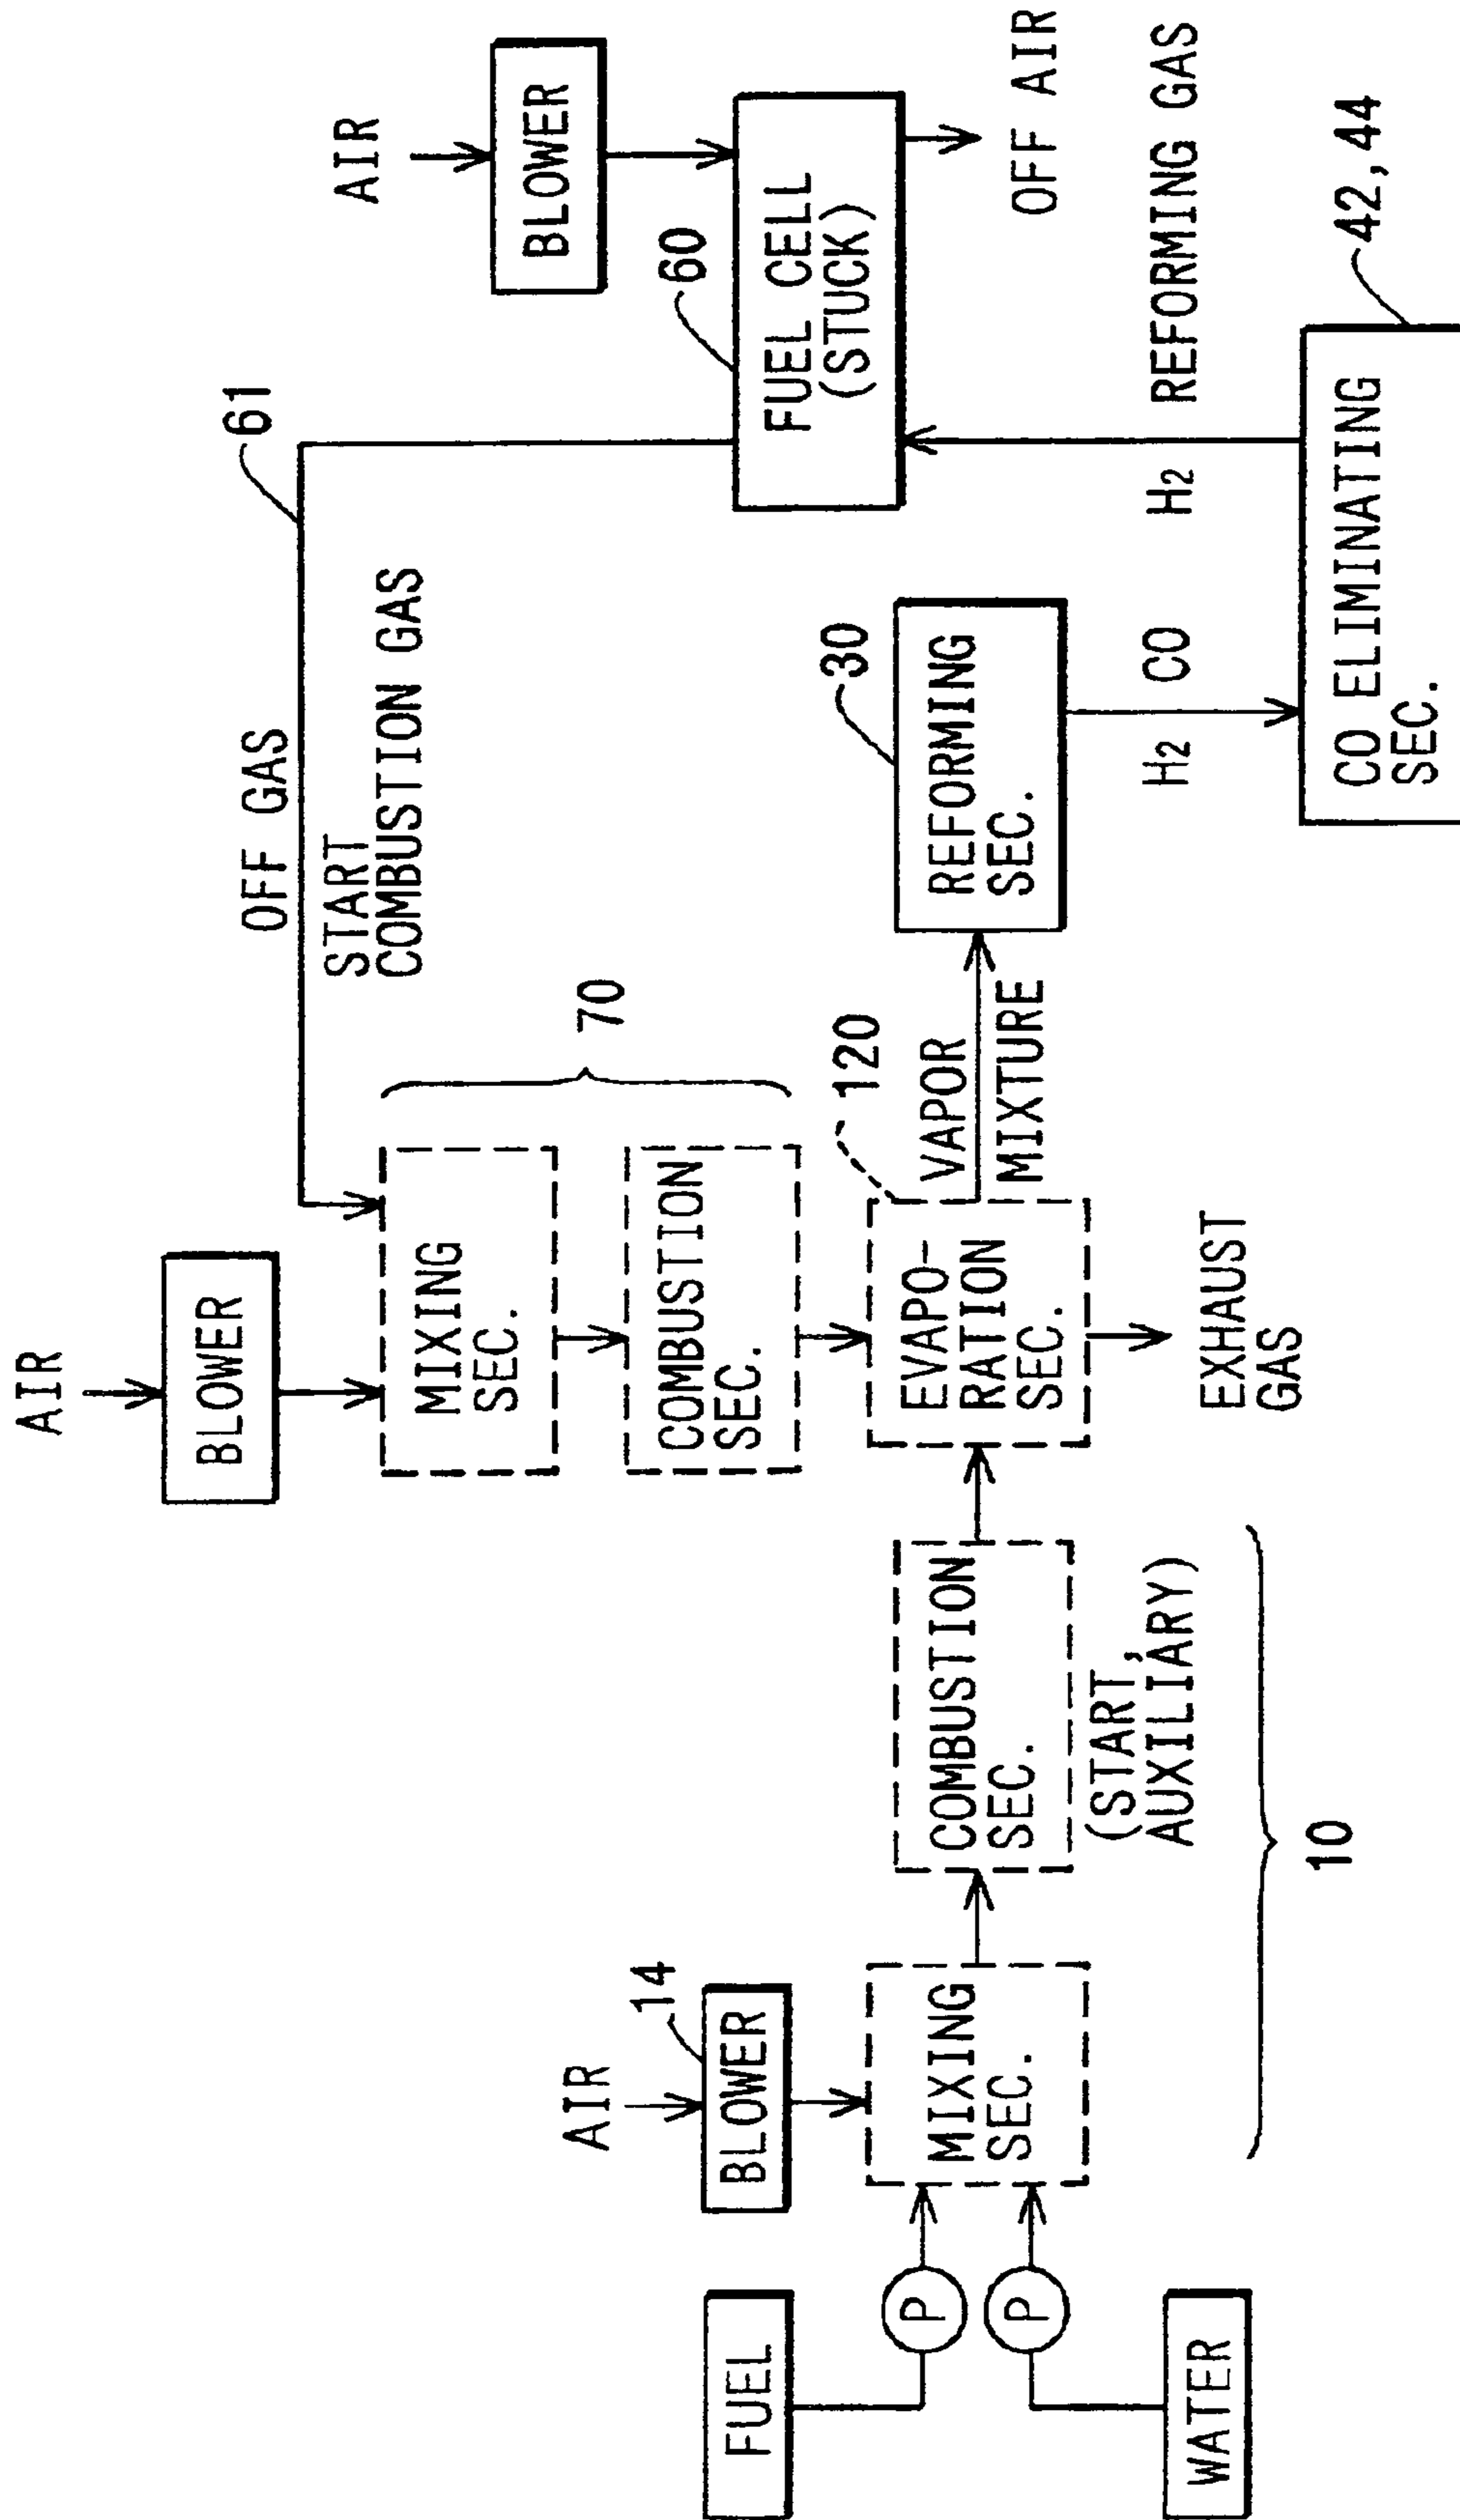 AIR
BLOWER
OFF GAS
61
START
COMBUSTION GAS
AIR
BLOWER
MIXING
SEC.
70
60
FUEL CELL
(STUCK)
COMBUSTION
SEC.
OFF AIR
AIR
14
BLOWER
FUEL
P
P
WATER
MIXING
SEC.
COMBUSTION
SEC.
(START,
AUXILIARY)
10
120
EVAPO-
RATION
SEC.
EXHAUST
GAS
VAPOR
MIXTURE
30
REFORMING
SEC.
H2 CO
H2
REFORMING GAS
42, 44
CO ELIMINATING
SEC.